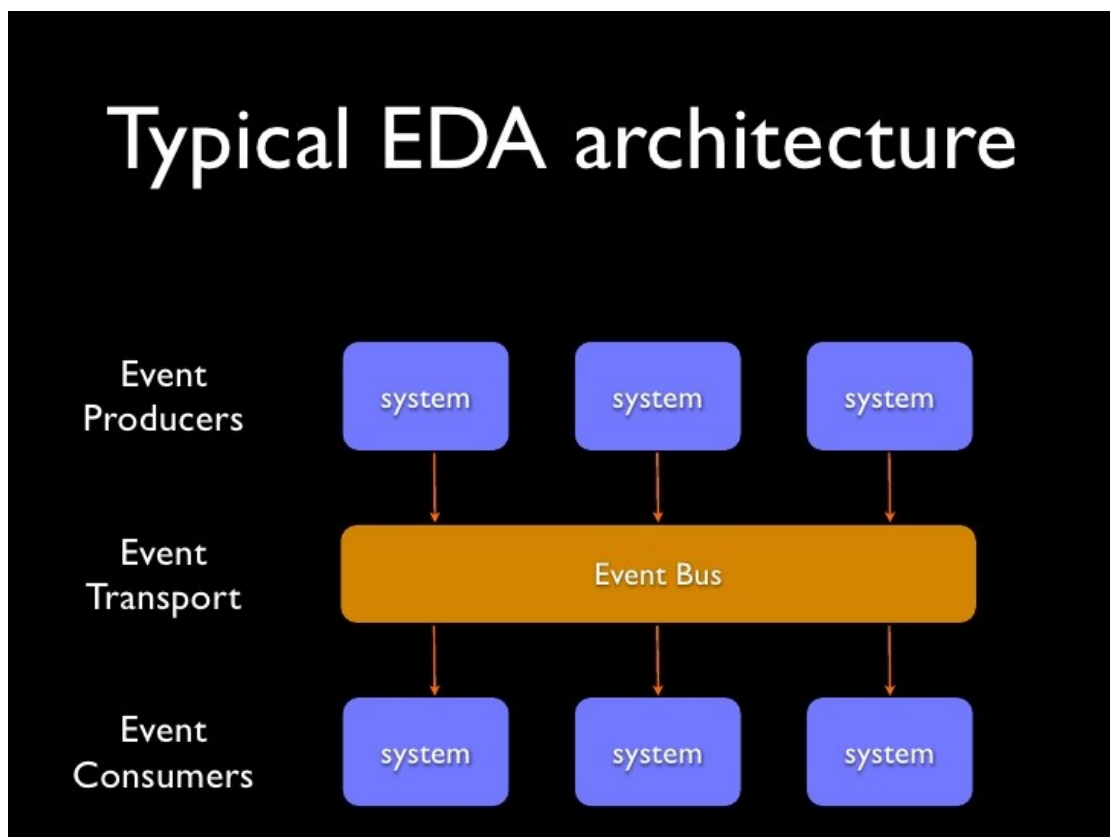 Typical EDA architecture
Event
Producers
system
system
system
Event
Transport
Event Bus
Event
Consumers
system
system
system